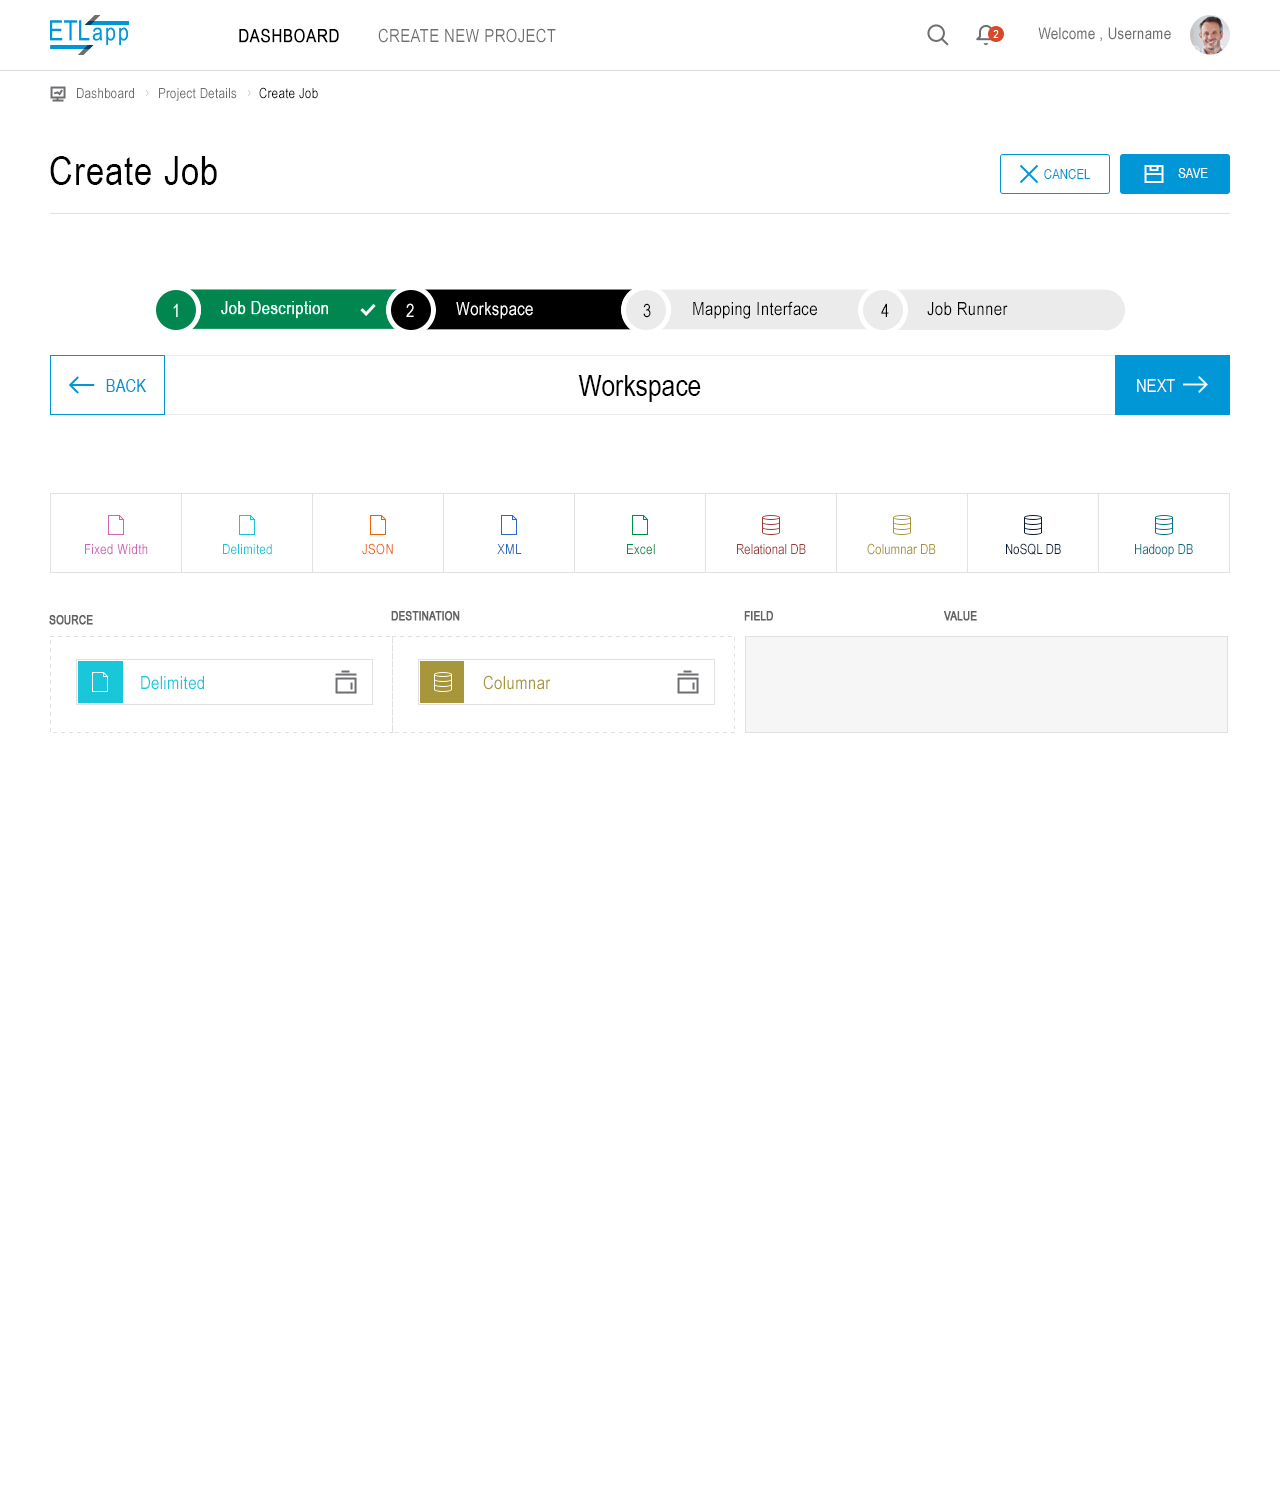 ETLapp
DASHBOARD CREATE NEW PROJECT 2 Welcome , Username
Dashboard › Project Details › Create Job
Create Job
CANCEL SAVE
1 Job Description 2 Workspace 3 Mapping Interface 4 Job Runner
BACK Workspace NEXT
Fixed Width Delimited JSON XML Excel Relational DB Columnar DB NoSQL DB Hadoop DB
SOURCE DESTINATION FIELD VALUE
Delimited Columnar